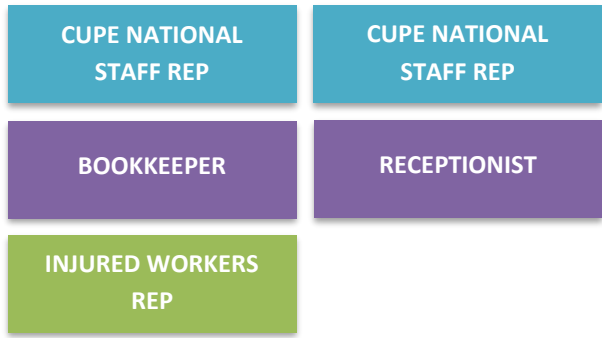 CUPE NATIONAL
STAFF REP
CUPE NATIONAL
STAFF REP
BOOKKEEPER
RECEPTIONIST
INJURED WORKERS
REP